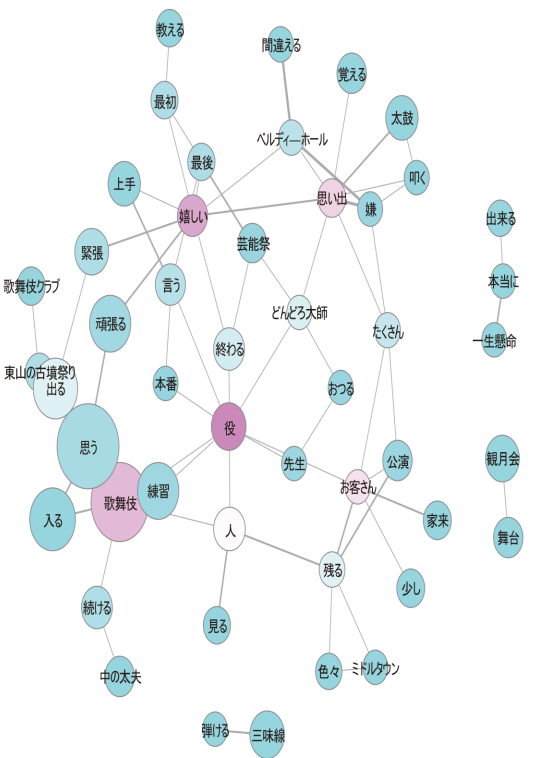 教える
間違える
覚える
最初
太鼓
ベルディーホール
最後
上手
叩く
思い出
嫌
嬉しい
出来る
芸能祭
緊張
本当に
歌舞伎クラブ
言う
どんどろ大師
頑張る
たくさん
一生懸命
終わる
東山の古墳祭り
出る
本番
おつる
役
思う
先生
公演
観月会
お客さん
練習
歌舞伎
入る
家来
人
舞台
残る
少し
続ける
見る
色々
ミドルタウン
中の太夫
弾ける
三味線